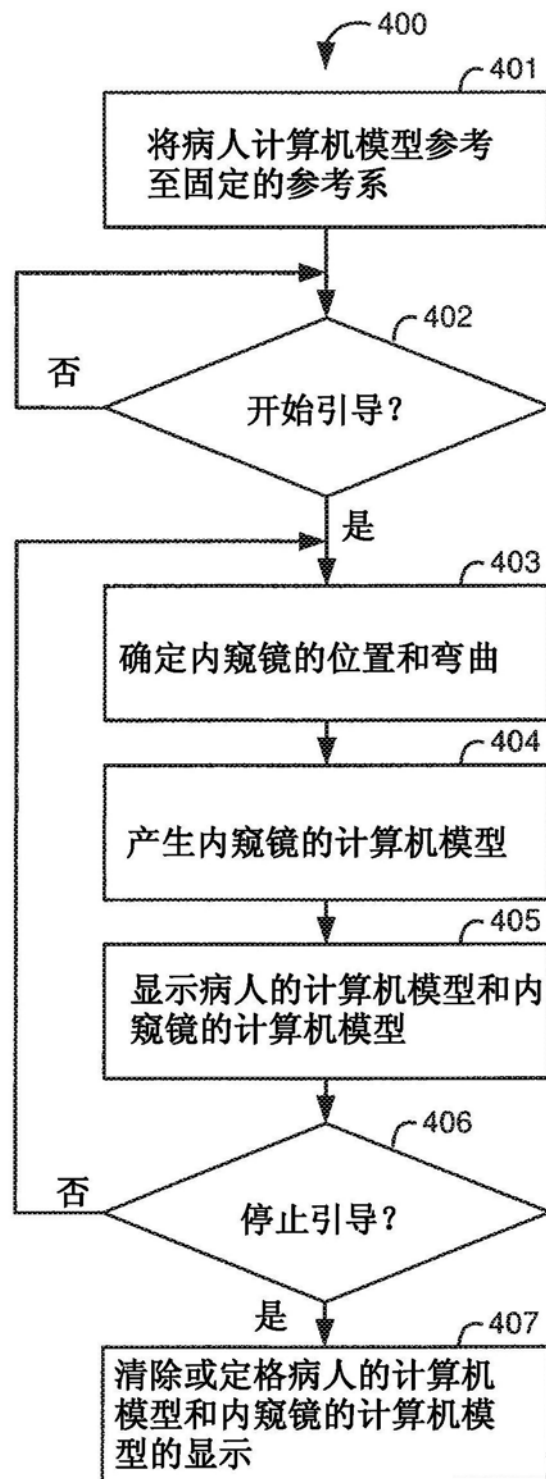 400
401
将病人计算机模型参考
至固定的参考系
402
否
开始引导?
是
403
确定内窥镜的位置和弯曲
404
产生内窥镜的计算机模型
405
显示病人的计算机模型和内
窥镜的计算机模型
406
否
停止引导?
是
407
清除或定格病人的计算机
模型和内窥镜的计算机模
型的显示